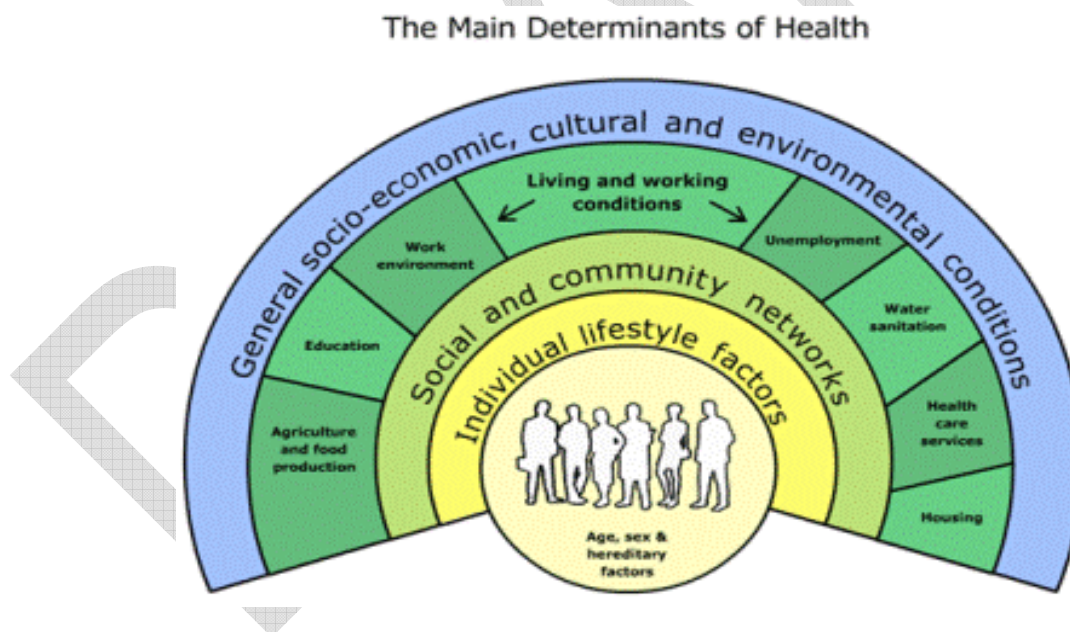 The Main Determinants of Health
General socio-economic, cultural and environmental conditions
Living and working
conditions
Work
environment
Unemployment
Education
Water
sanitation
Agriculture
and food
production
Health
care
services
Housing
Social and community networks
Individual lifestyle factors
Age, sex &
hereditary
factors